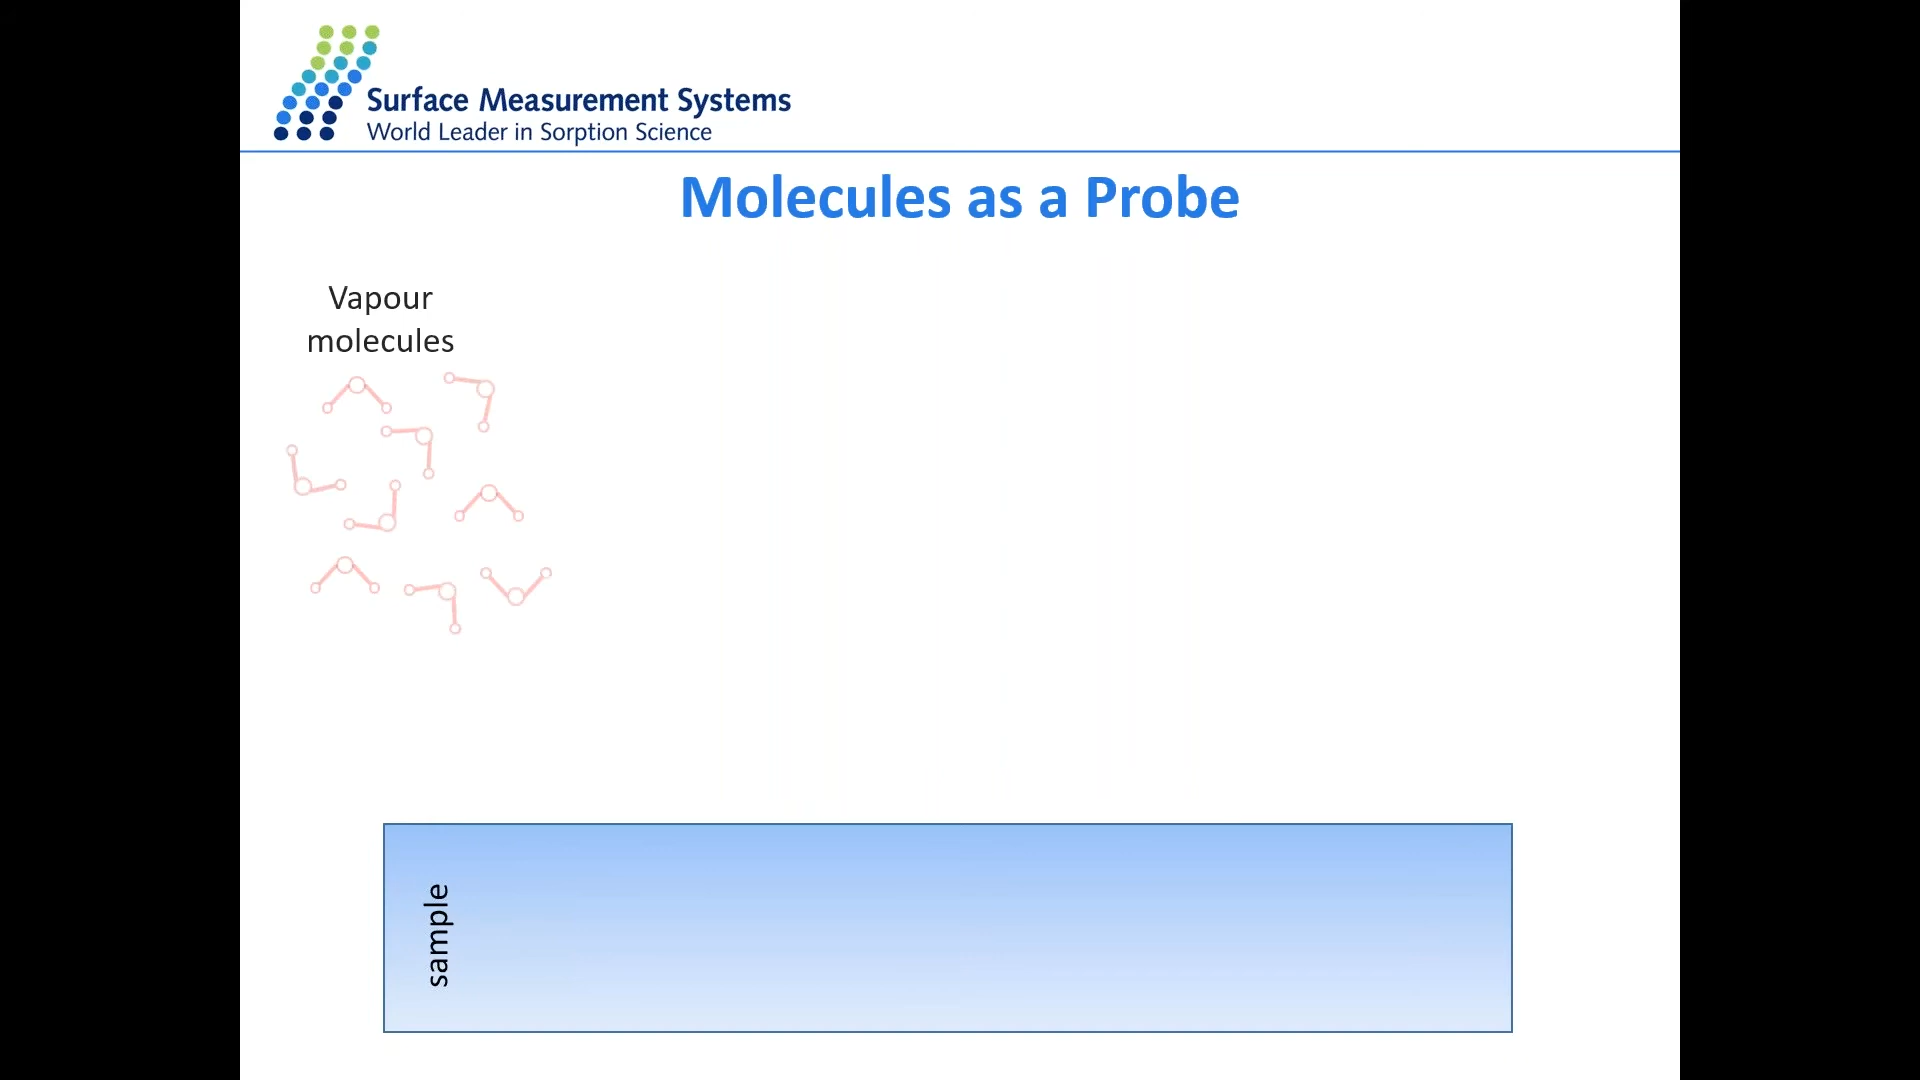 Surface Measurement Systems
World Leader in Sorption Science
Molecules as a Probe
Vapour
molecules
sample